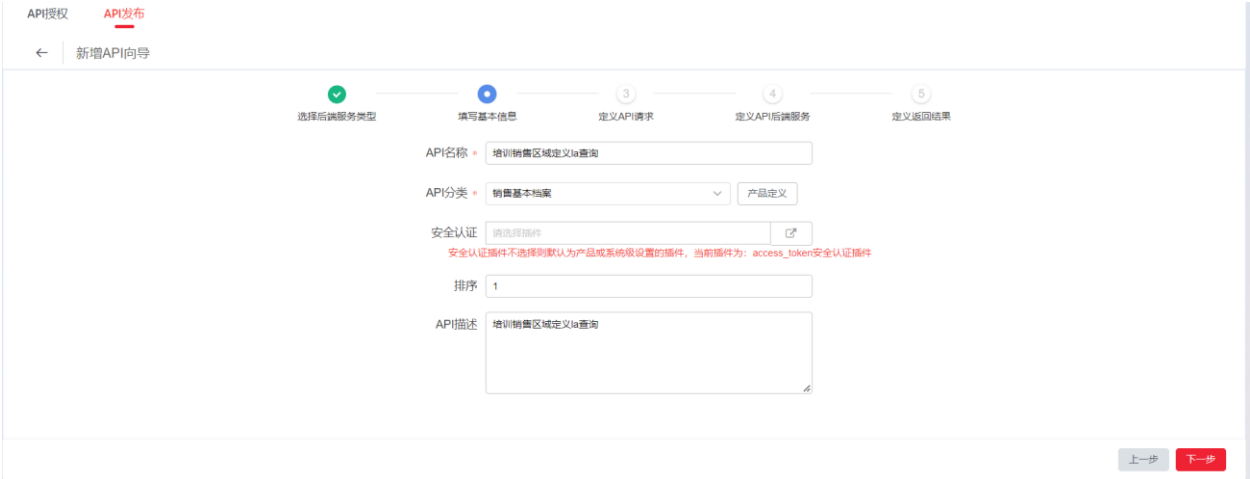 API授权 API发布
← 新增API向导
3 4 5
选择后端服务类型 填写基本信息 定义API请求 定义API后端服务 定义返回结果
API名称 * 培训销售区域定义la查询
API分类 * 销售基本档案 产品定义
安全认证 请选择插件
安全认证插件不选择则默认为产品或系统级设置的插件，当前插件为：access_token安全认证插件
排序 1
API描述 培训销售区域定义la查询
上一步 下一步